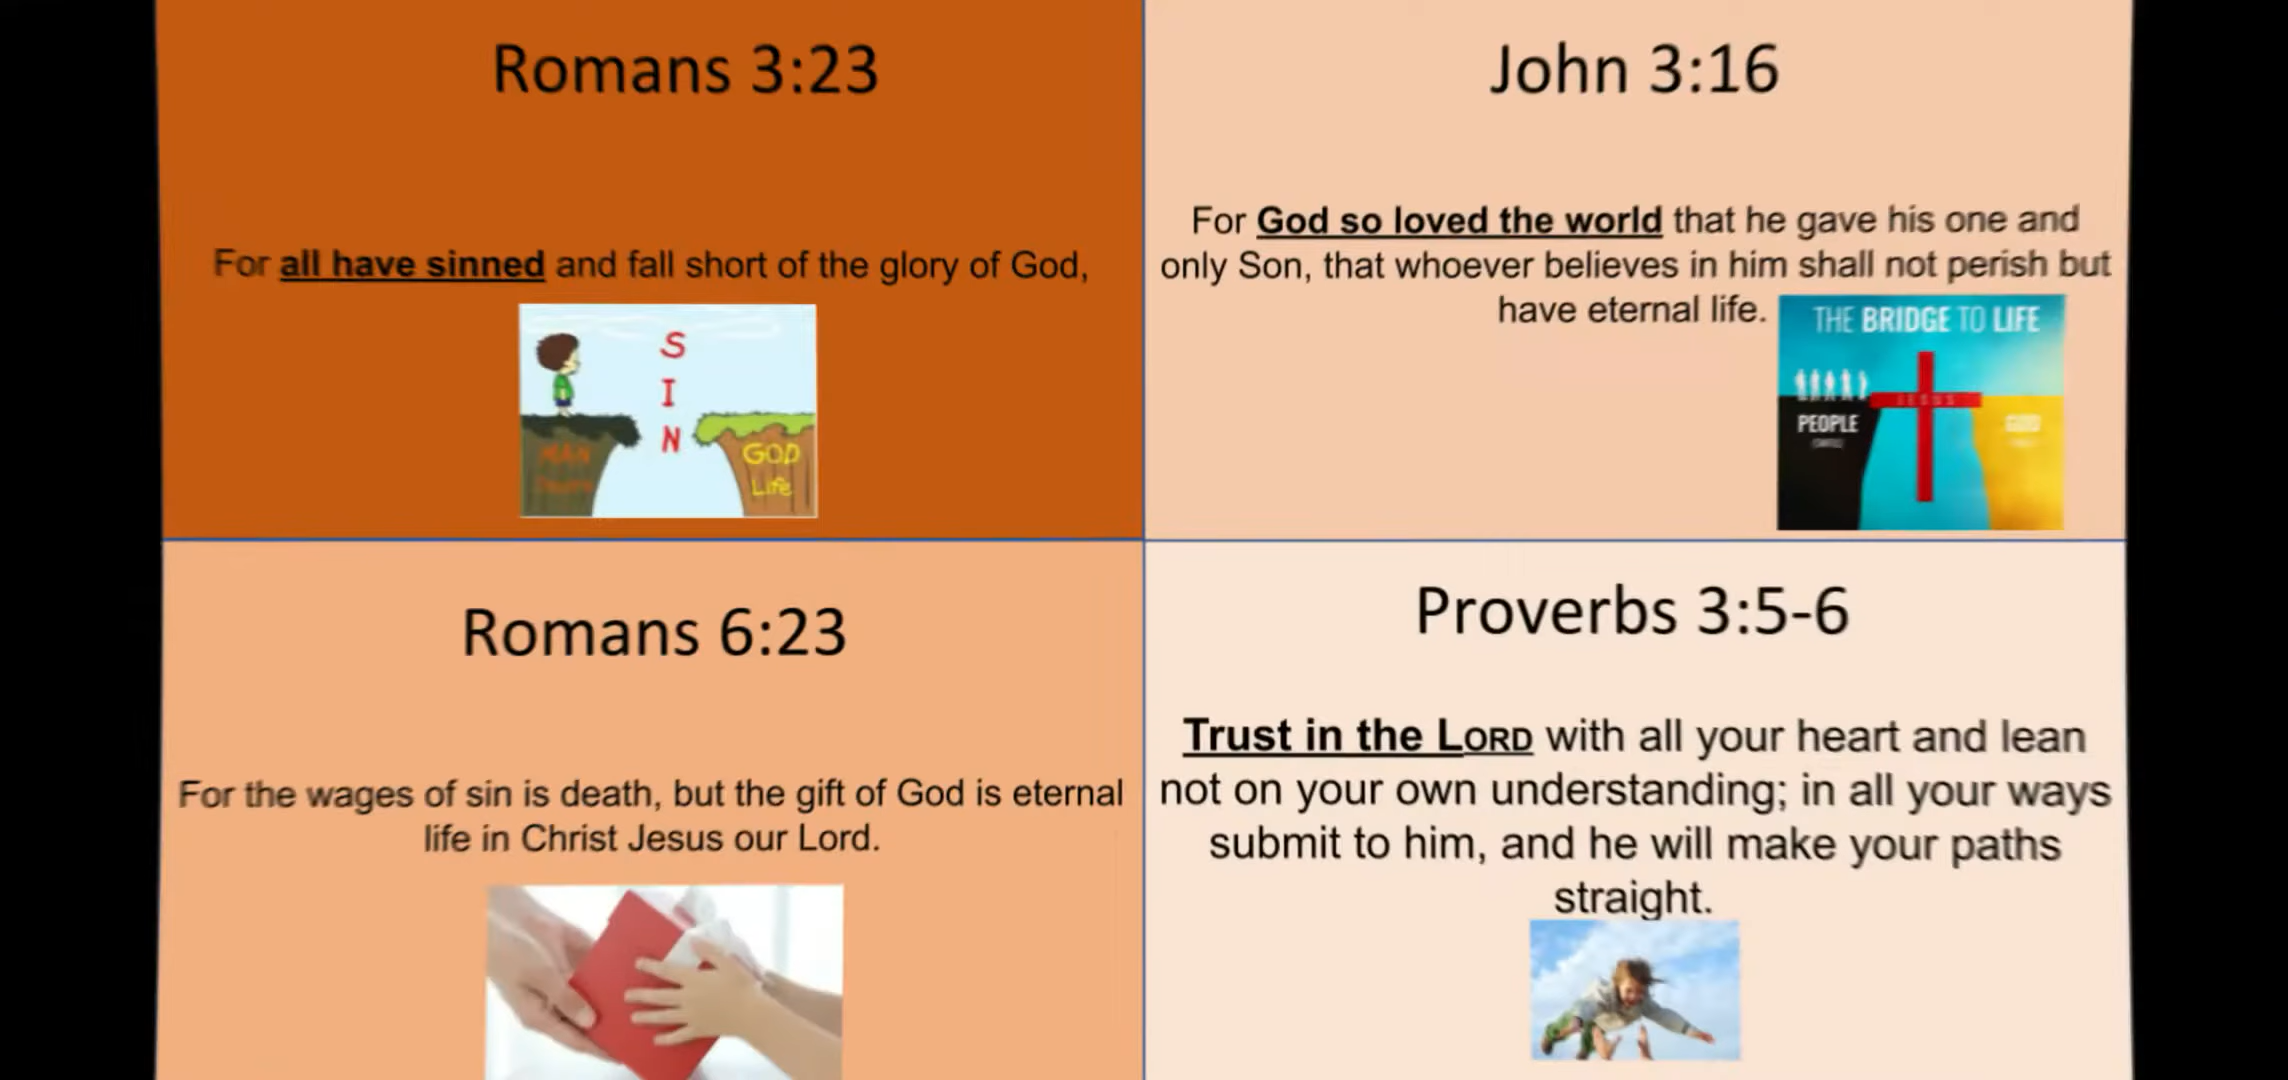 Romans 3:23
For all have sinned and fall short of the glory of God,
S
I
N
MAN
GOD
Life
John 3:16
For God so loved the world that he gave his one and
only Son, that whoever believes in him shall not perish but
have eternal life.
THE BRIDGE TO LIFE
JESUS
PEOPLE
GOD
Romans 6:23
For the wages of sin is death, but the gift of God is eternal
life in Christ Jesus our Lord.
Proverbs 3:5-6
Trust in the LORD with all your heart and lean
not on your own understanding; in all your ways
submit to him, and he will make your paths
straight.